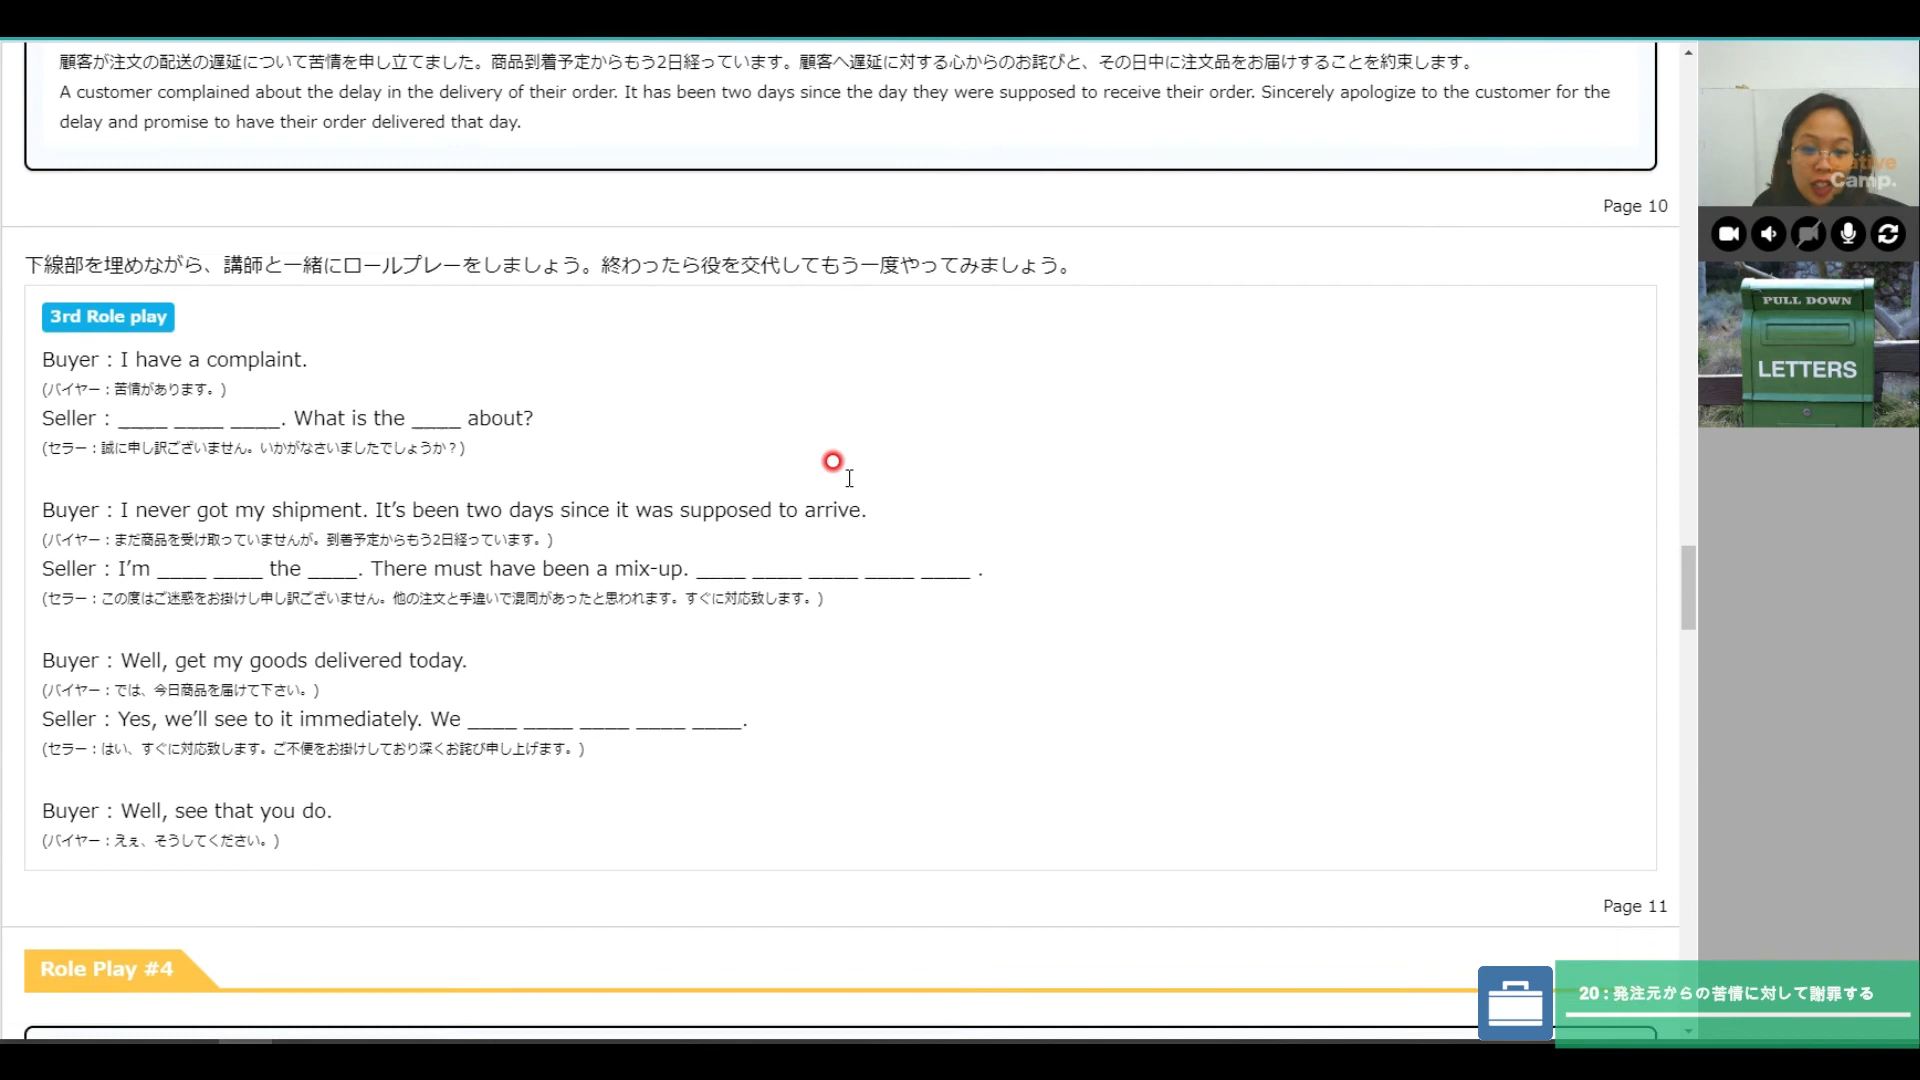 顧客が注文の配送の遅延について苦情を申し立てました。商品到着予定からもう2日経っています。顧客へ遅延に対する心からのお詫びと、その日中に注文品をお届けすることを約束します。
A customer complained about the delay in the delivery of their order. It has been two days since the day they were supposed to receive their order. Sincerely apologize to the customer for the
delay and promise to have their order delivered that day.
Page 10
下線部を埋めながら、講師と一緒にロールプレーをしましょう。終わったら役を交代してもう一度やってみましょう。
3rd Role play
Buyer : I have a complaint.
(バイヤー : 苦情があります。)
Seller : ____ ____ ____. What is the ____ about?
(セラー : 誠に申し訳ございません。いかがなさいましたでしょうか？)
Buyer : I never got my shipment. It’s been two days since it was supposed to arrive.
(バイヤー : まだ商品を受け取っていませんが。到着予定からもう2日経っています。)
Seller : I’m ____ ____ the ____. There must have been a mix-up. ____ ____ ____ ____ ____ .
(セラー : この度はご迷惑をお掛けし申し訳ございません。他の注文と手違いで混同があったと思われます。すぐに対応致します。)
Buyer : Well, get my goods delivered today.
(バイヤー : では、今日商品を届けて下さい。)
Seller : Yes, we’ll see to it immediately. We ____ ____ ____ ____ ____.
(セラー : はい、すぐに対応致します。ご不便をお掛けしており深くお詫び申し上げます。)
Buyer : Well, see that you do.
(バイヤー : えぇ、そうしてください。)
Page 11
Role Play #4
20 : 発注元からの苦情に対して謝罪する
Camp.
PULL DOWN
LETTERS